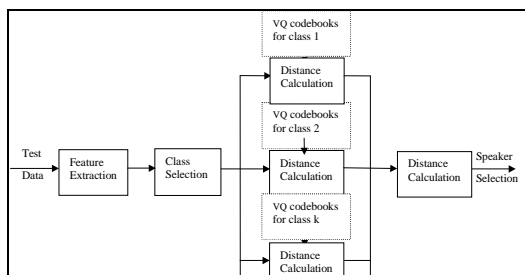 VQ codebooks
for class 1
Distance
Calculation
VQ codebooks
for class 2
Test
Data
Feature
Extraction
Class
Selection
Distance
Calculation
Distance
Calculation
Speaker
Selection
VQ codebooks
for class k
Distance
Calculation